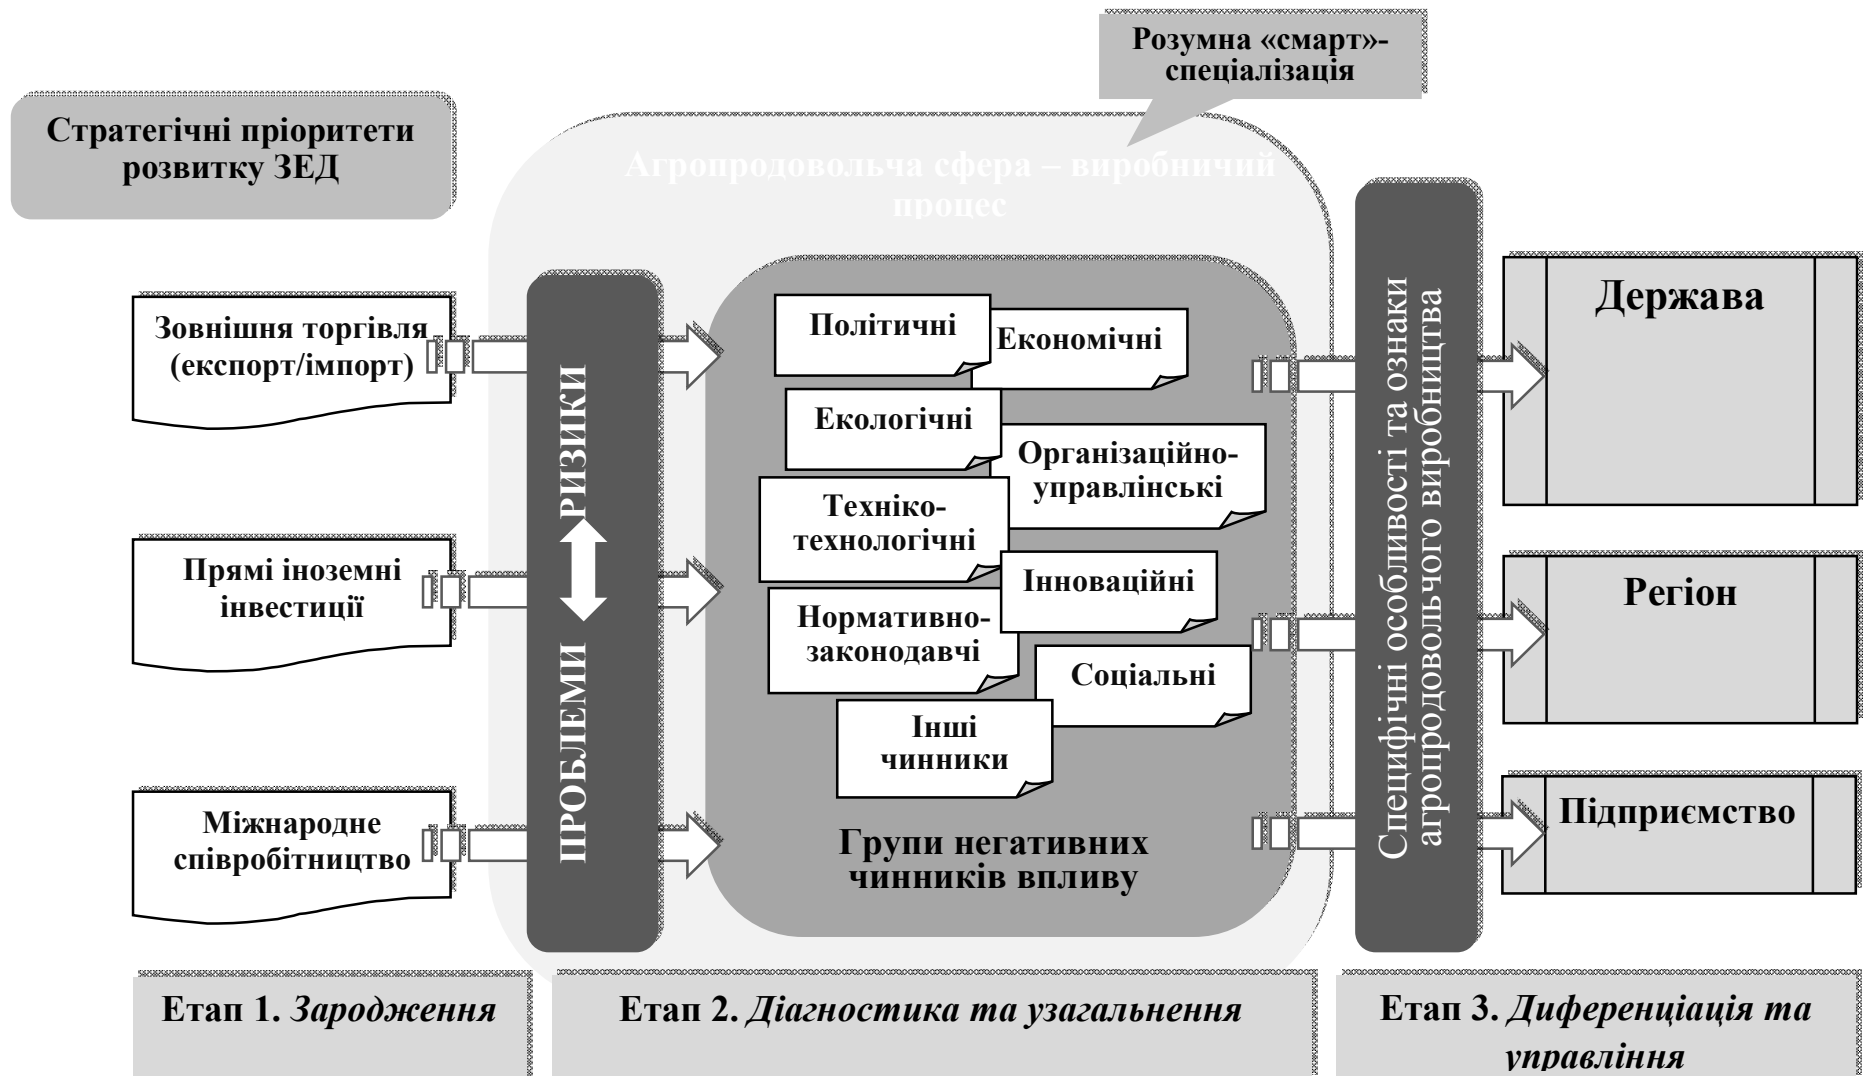 Розумна «смарт»-
спеціалізація
Стратегічні пріоритети
розвитку ЗЕД
Агропродовольча сфера – виробничий
процес
Зовнішня торгівля
(експорт/імпорт)
Прямі іноземні
інвестиції
Міжнародне
співробітництво
ПРОБЛЕМИ
РИЗИКИ
Політичні
Економічні
Екологічні
Організаційно-
управлінські
Техніко-
технологічні
Інноваційні
Нормативно-
законодавчі
Соціальні
Інші
чинники
Групи негативних
чинників впливу
Специфічні особливості та ознаки
агропродовольчого виробництва
Держава
Регіон
Підприємство
Етап 1. Зародження
Етап 2. Діагностика та узагальнення
Етап 3. Диференціація та
управління